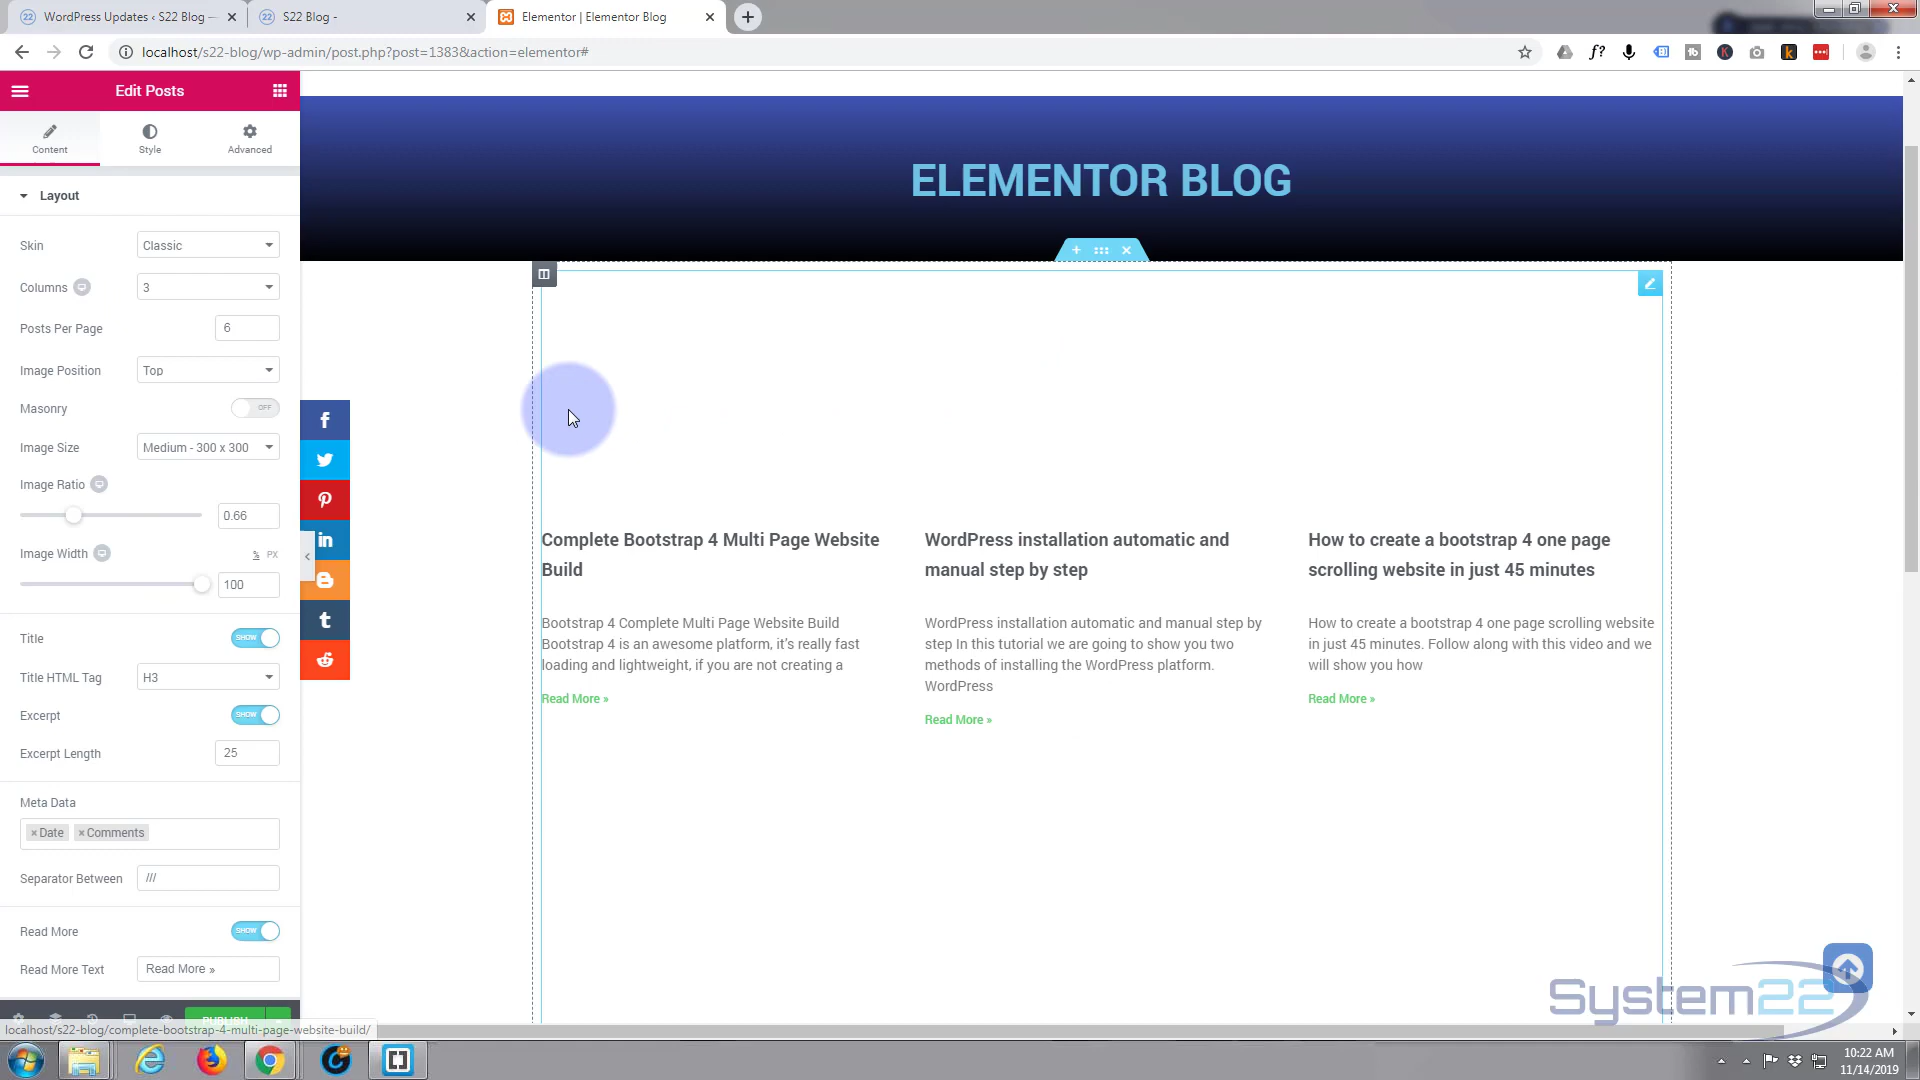 WordPress Updates ‹ S22 Blog —
S22 Blog -
Elementor | Elementor Blog
localhost/s22-blog/wp-admin/post.php?post=1383&action=elementor#
Edit Posts
Content
Style
Advanced
Layout
Skin
Classic
Columns
3
Posts Per Page
6
Image Position
Top
Masonry
OFF
Image Size
Medium - 300 x 300
Image Ratio
0.66
Image Width
% PX
100
Title
SHOW
Title HTML Tag
H3
Excerpt
SHOW
Excerpt Length
25
Meta Data
× Date × Comments
Separator Between
///
Read More
SHOW
Read More Text
Read More »
PUBLISH
localhost/s22-blog/complete-bootstrap-4-multi-page-website-build/
ELEMENTOR BLOG
Complete Bootstrap 4 Multi Page Website
Build
Bootstrap 4 Complete Multi Page Website Build
Bootstrap 4 is an awesome platform, it's really fast
loading and lightweight, if you are not creating a
Read More »
WordPress installation automatic and
manual step by step
WordPress installation automatic and manual step by
step In this tutorial we are going to show you two
methods of installing the WordPress platform.
WordPress
Read More »
How to create a bootstrap 4 one page
scrolling website in just 45 minutes
How to create a bootstrap 4 one page scrolling website
in just 45 minutes. Follow along with this video and we
will show you how
Read More »
System22
10:22 AM
11/14/2019